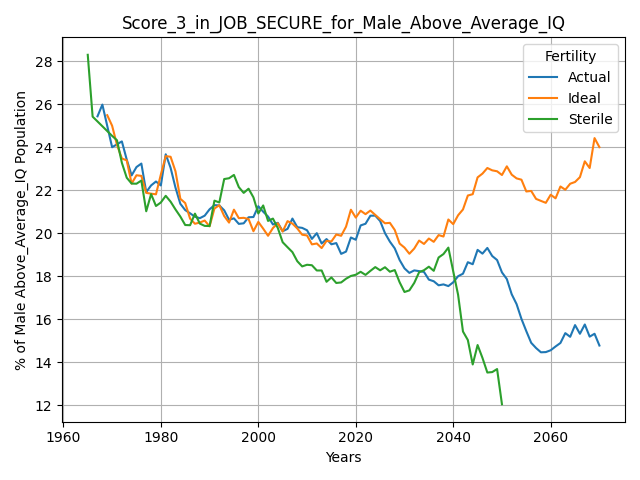 Score_3_in_JOB_SECURE_for_Male_Above_Average_IQ
Fertility
Actual
Ideal
Sterile
% of Male Above_Average_IQ Population
28
26
24
22
20
18
16
14
12
1960
1980
2000
2020
2040
2060
Years